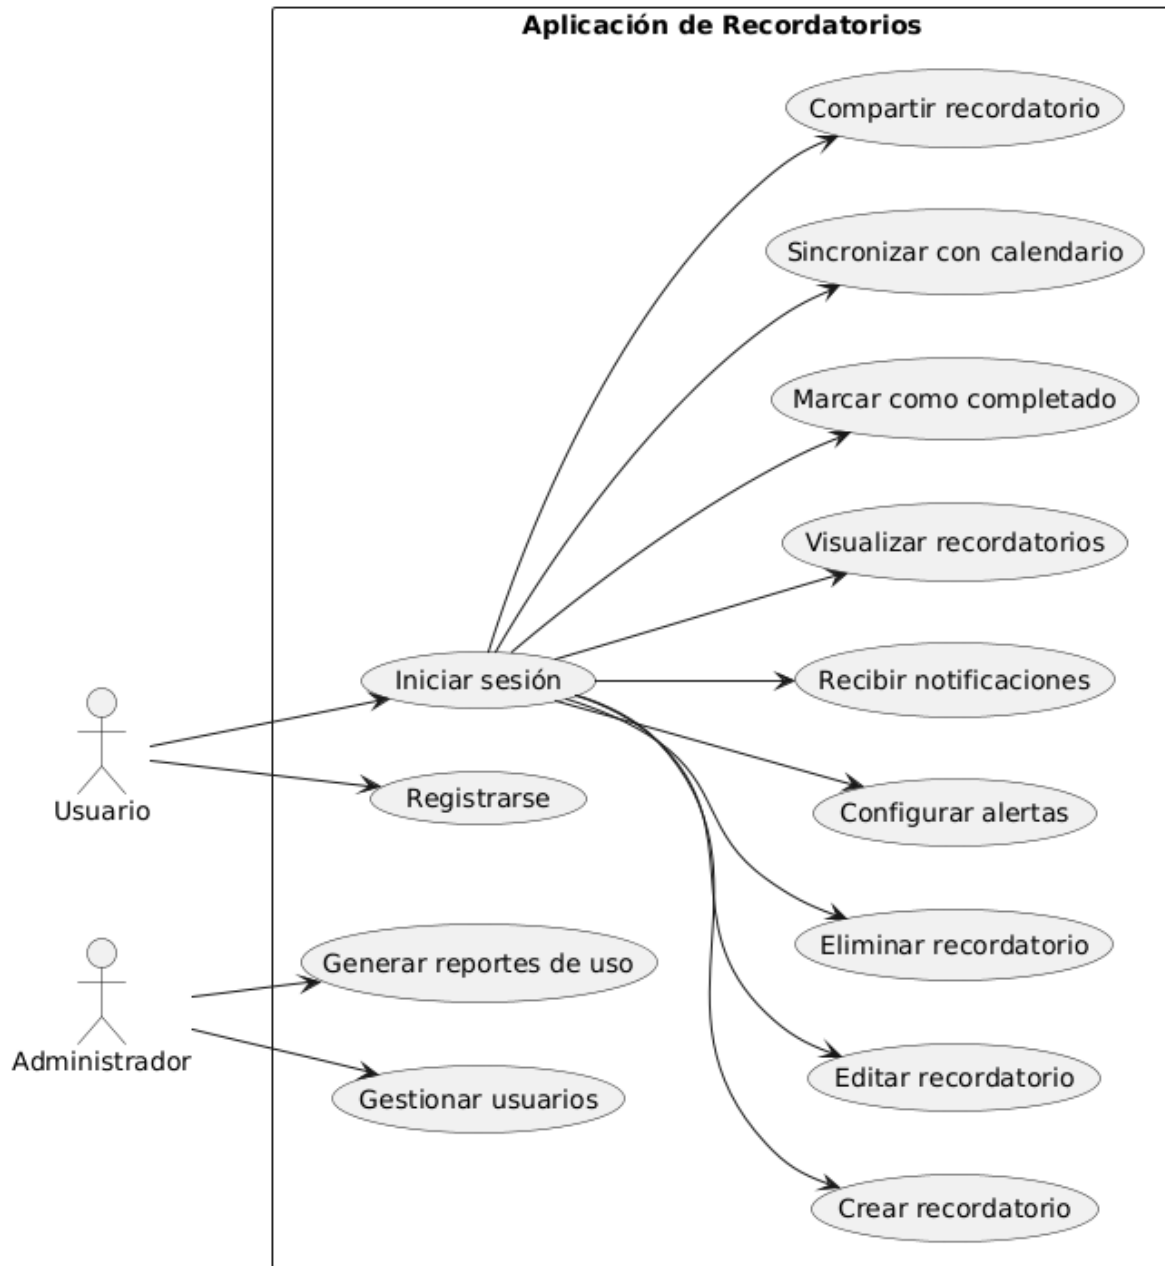 Aplicación de Recordatorios
Compartir recordatorio
Sincronizar con calendario
Marcar como completado
Visualizar recordatorios
Iniciar sesión
Recibir notificaciones
Usuario
Registrarse
Configurar alertas
Eliminar recordatorio
Generar reportes de uso
Administrador
Editar recordatorio
Gestionar usuarios
Crear recordatorio